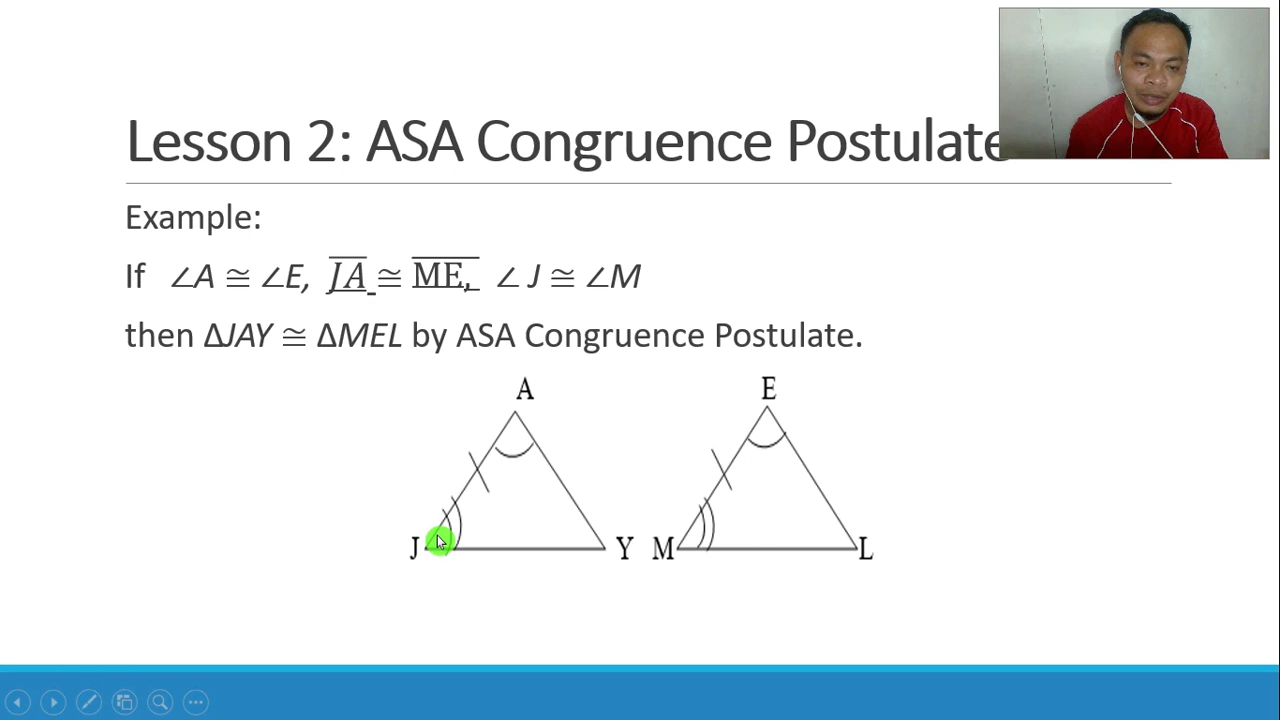 Lesson 2: ASA Congruence Postulate
Example:
If ∠A ≅ ∠E, JA ≅ ME, ∠ J ≅ ∠M
then ΔJAY ≅ ΔMEL by ASA Congruence Postulate.
A E
J Y M L